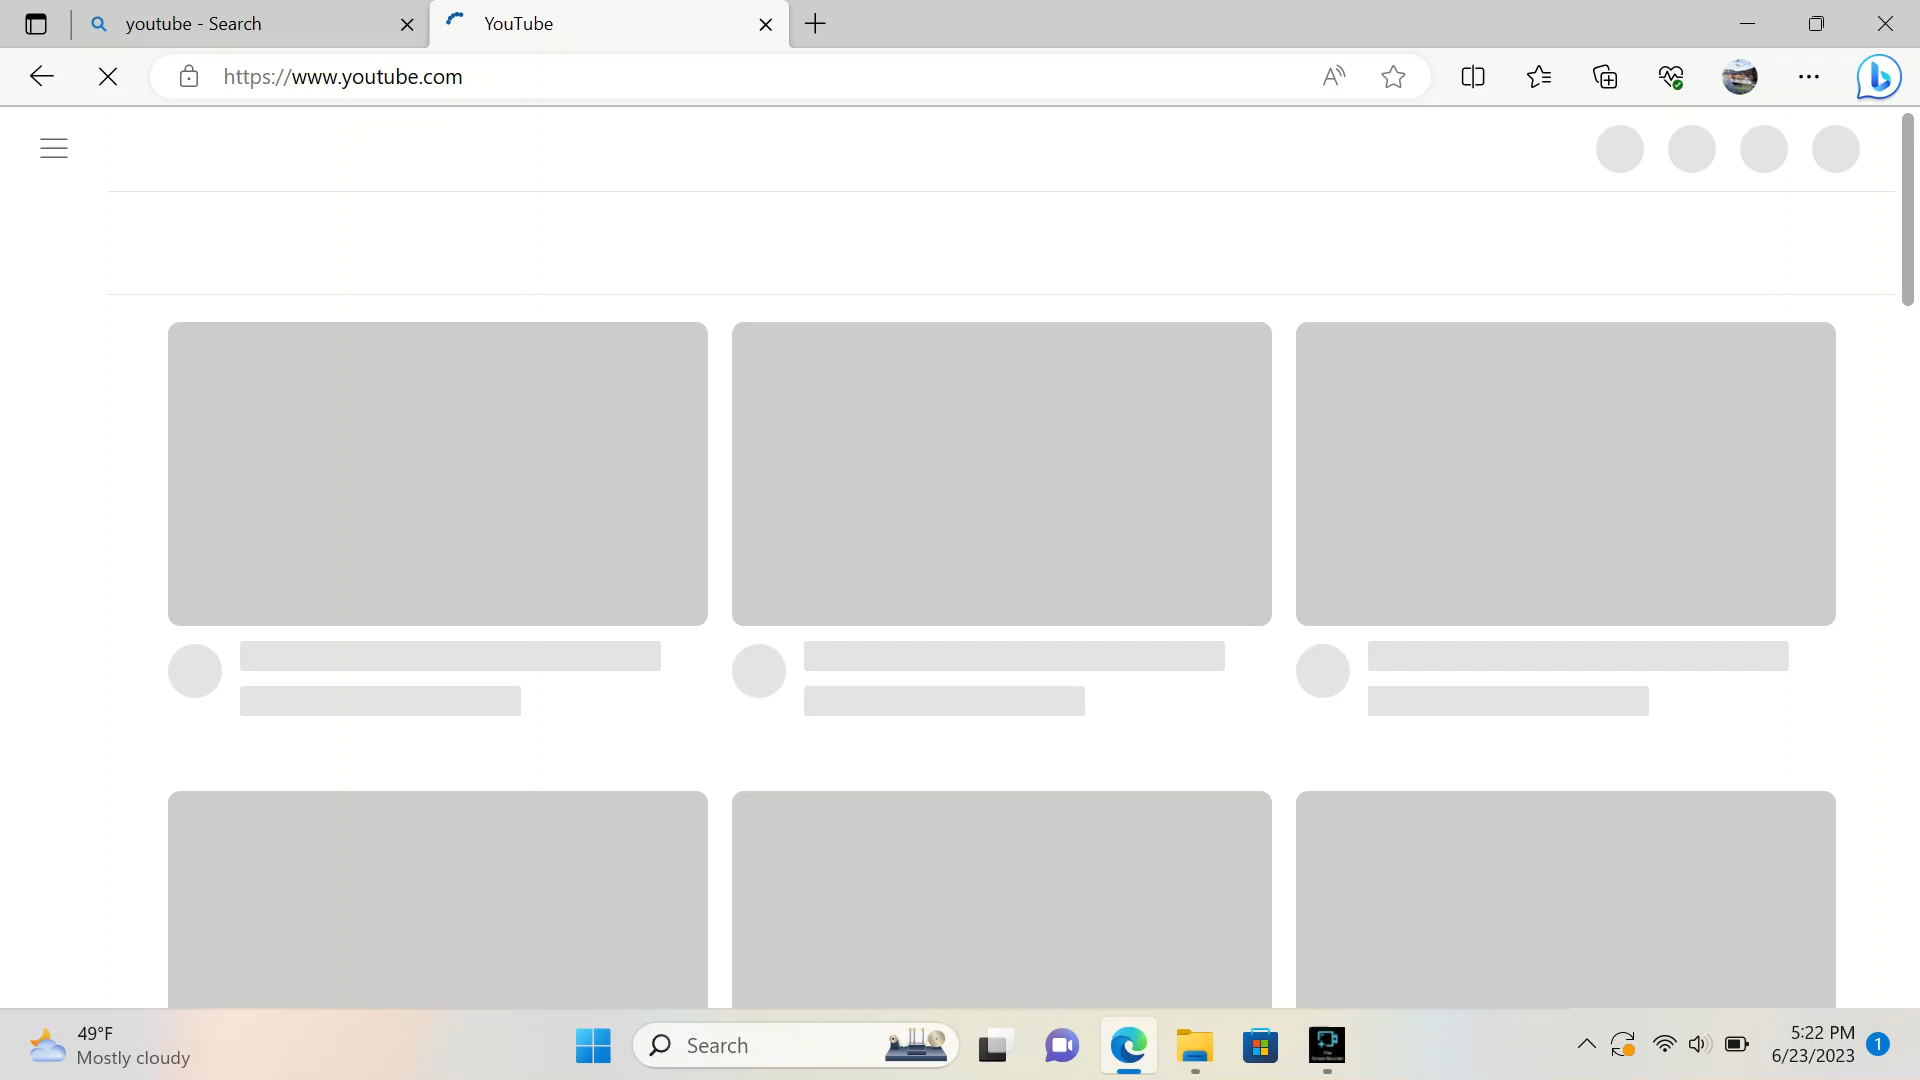 youtube - Search
YouTube
https://www.youtube.com
49°F
Mostly cloudy
Search
5:22 PM
6/23/2023
1